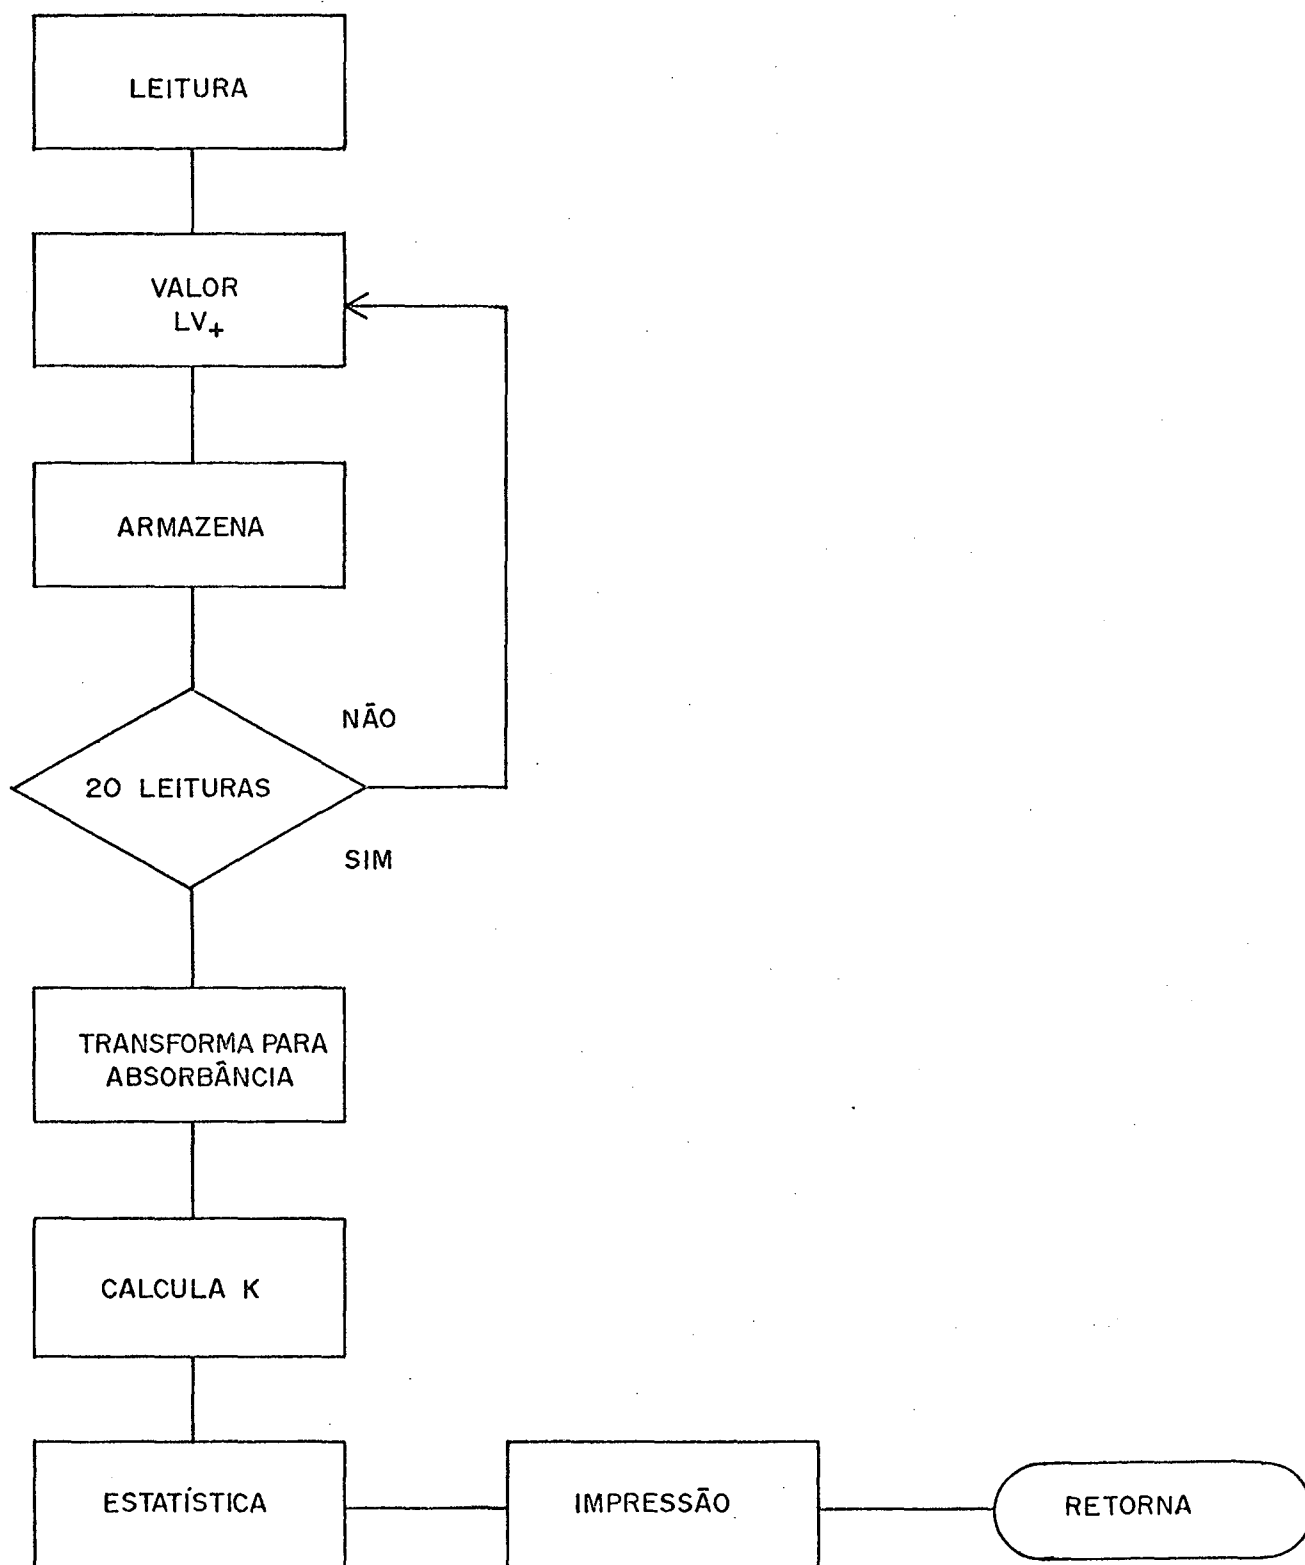 LEITURA
VALOR
LV+
ARMAZENA
NÃO
20 LEITURAS
SIM
TRANSFORMA PARA
ABSORBÂNCIA
CALCULA K
ESTATÍSTICA
IMPRESSÃO
RETORNA